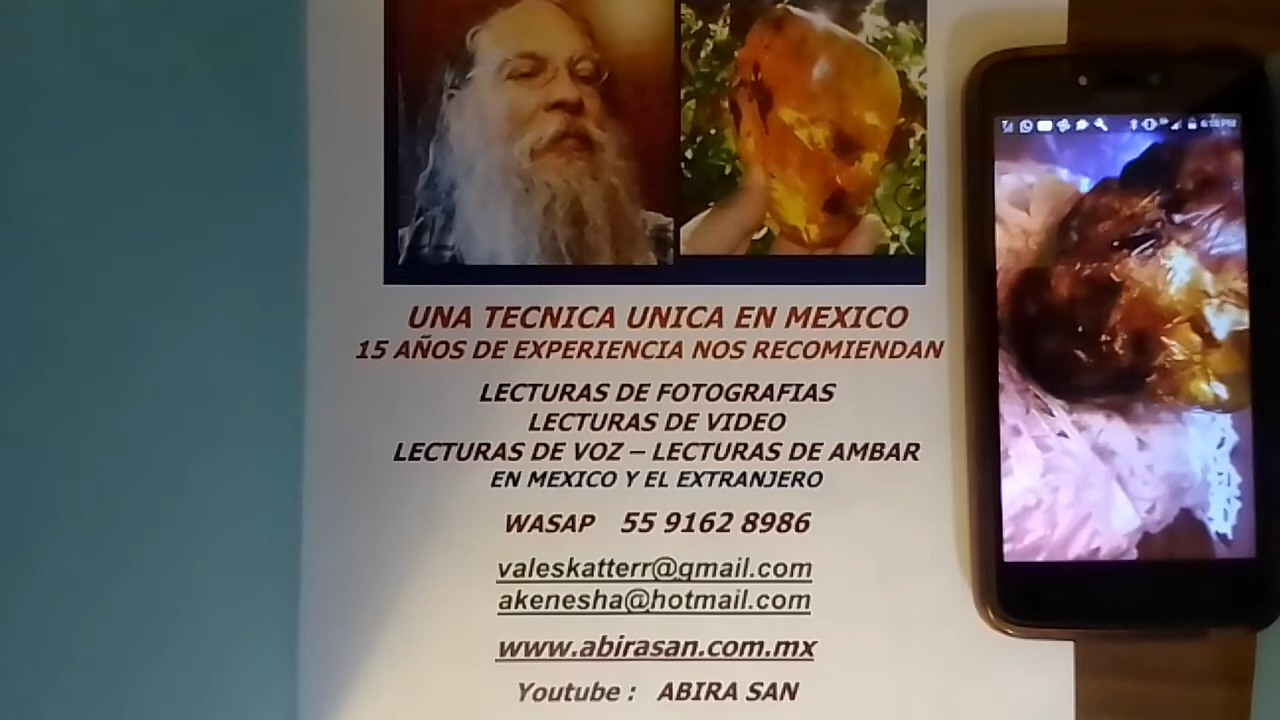 UNA TECNICA UNICA EN MEXICO
15 AÑOS DE EXPERIENCIA NOS RECOMIENDAN
LECTURAS DE FOTOGRAFIAS
LECTURAS DE VIDEO
LECTURAS DE VOZ – LECTURAS DE AMBAR
EN MEXICO Y EL EXTRANJERO
WASAP 55 9162 8986
valeskatterr@gmail.com
akenesha@hotmail.com
www.abirasan.com.mx
Youtube : ABIRA SAN